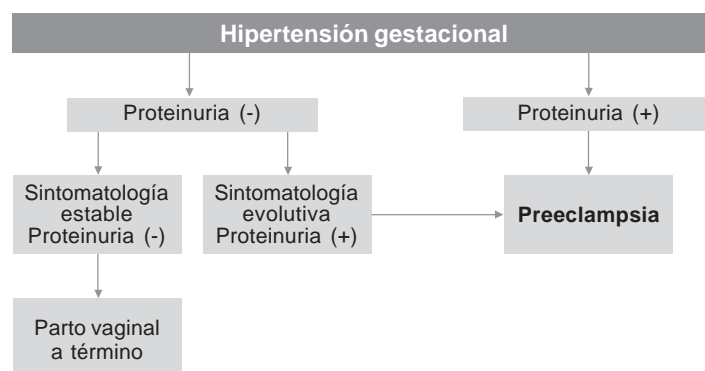 Hipertensión gestacional
Proteinuria (-)
Proteinuria (+)
Sintomatología
estable
Proteinuria (-)
Sintomatología
evolutiva
Proteinuria (+)
Preeclampsia
Parto vaginal
a término